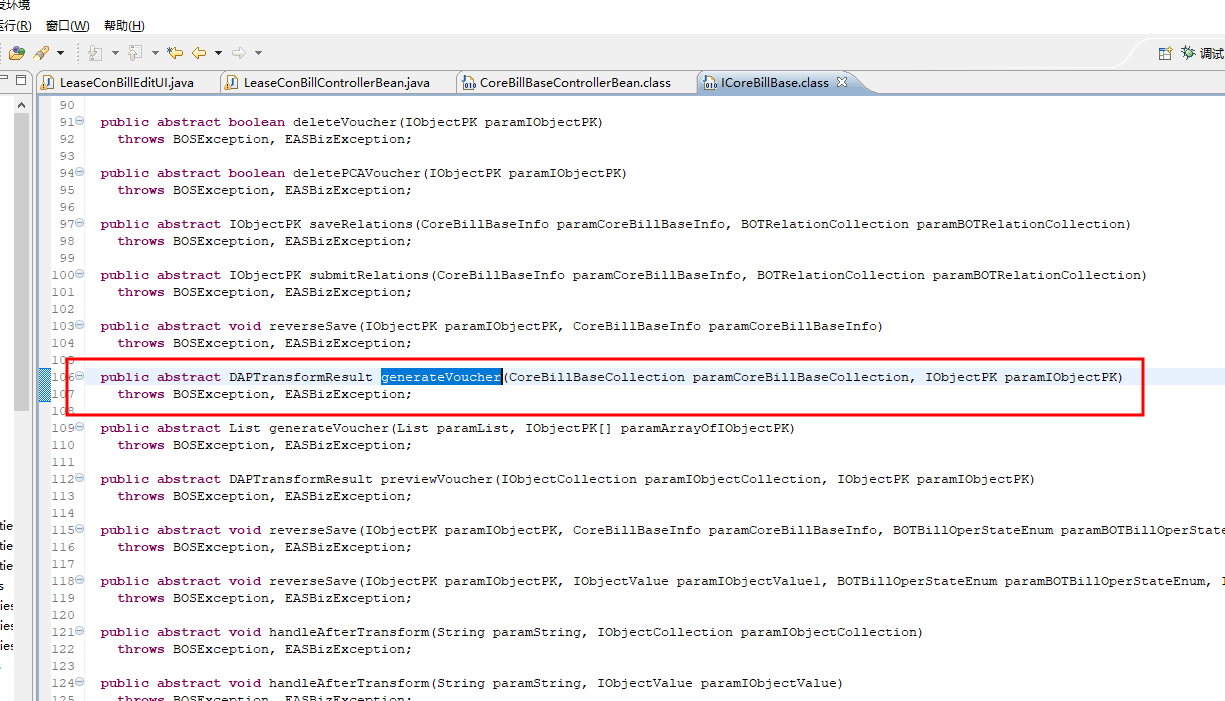 发环境
运行(R) 窗口(W) 帮助(H)
调试
LeaseConBillEditUI.java LeaseConBillControllerBean.java CoreBillBaseControllerBean.class ICoreBillBase.class
90
91 public abstract boolean deleteVoucher(IObjectPK paramIObjectPK)
92 throws BOSException, EASBizException;
93
94 public abstract boolean deletePCAVoucher(IObjectPK paramIObjectPK)
95 throws BOSException, EASBizException;
96
97 public abstract IObjectPK saveRelations(CoreBillBaseInfo paramCoreBillBaseInfo, BOTRelationCollection paramBOTRelationCollection)
98 throws BOSException, EASBizException;
99
100 public abstract IObjectPK submitRelations(CoreBillBaseInfo paramCoreBillBaseInfo, BOTRelationCollection paramBOTRelationCollection)
101 throws BOSException, EASBizException;
102
103 public abstract void reverseSave(IObjectPK paramIObjectPK, CoreBillBaseInfo paramCoreBillBaseInfo)
104 throws BOSException, EASBizException;
105
106 public abstract DAPTransformResult generateVoucher(CoreBillBaseCollection paramCoreBillBaseCollection, IObjectPK paramIObjectPK)
107 throws BOSException, EASBizException;
108
109 public abstract List generateVoucher(List paramList, IObjectPK[] paramArrayOfIObjectPK)
110 throws BOSException, EASBizException;
111
112 public abstract DAPTransformResult previewVoucher(IObjectCollection paramIObjectCollection, IObjectPK paramIObjectPK)
113 throws BOSException, EASBizException;
114
115 public abstract void reverseSave(IObjectPK paramIObjectPK, CoreBillBaseInfo paramCoreBillBaseInfo, BOTBillOperStateEnum paramBOTBillOperState
116 throws BOSException, EASBizException;
117
118 public abstract void reverseSave(IObjectPK paramIObjectPK, IObjectValue paramIObjectValue1, BOTBillOperStateEnum paramBOTBillOperStateEnum, I
119 throws BOSException, EASBizException;
120
121 public abstract void handleAfterTransform(String paramString, IObjectCollection paramIObjectCollection)
122 throws BOSException, EASBizException;
123
124 public abstract void handleAfterTransform(String paramString, IObjectValue paramIObjectValue)
125 throws BOSException, EASBizException;